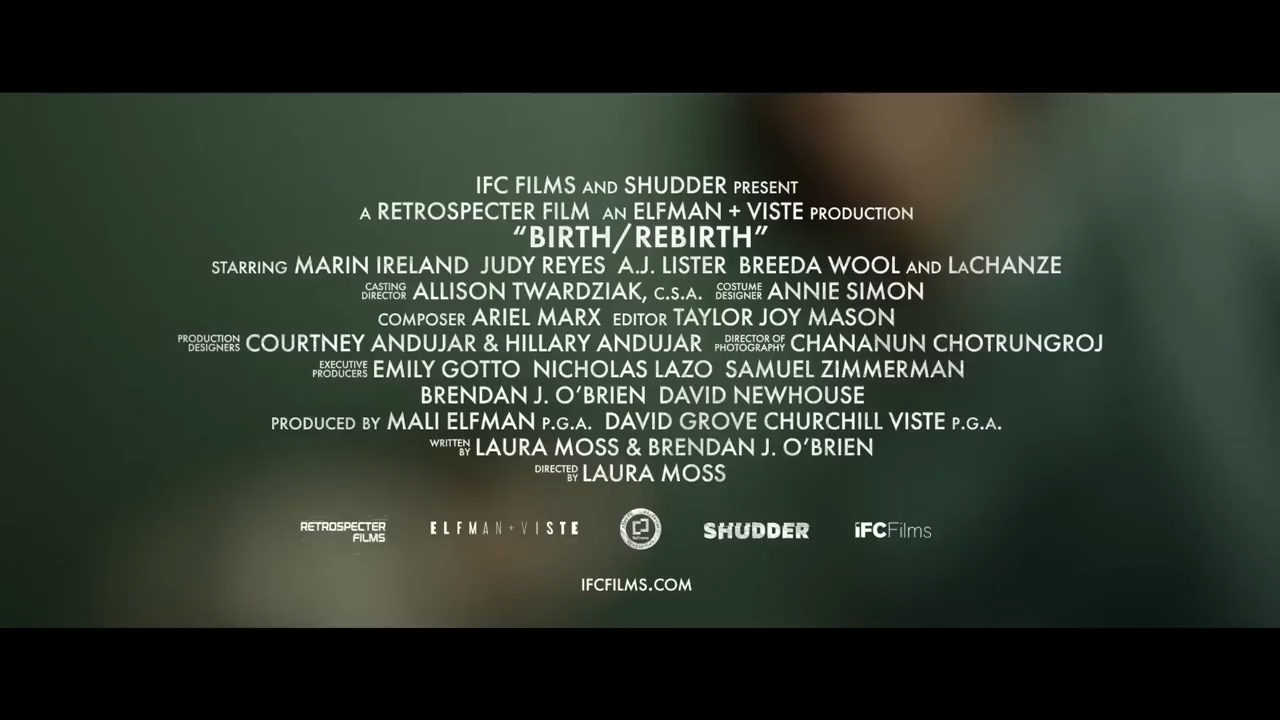 IFC FILMS AND SHUDDER PRESENT
A RETROSPECTER FILM AN ELFMAN + VISTE PRODUCTION
“BIRTH/REBIRTH”
STARRING MARIN IRELAND JUDY REYES A.J. LISTER BREEDA WOOL AND LACHANZE
CASTING DIRECTOR ALLISON TWARDZIAK, C.S.A. COSTUME DESIGNER ANNIE SIMON
COMPOSER ARIEL MARX EDITOR TAYLOR JOY MASON
PRODUCTION DESIGNERS COURTNEY ANDUJAR & HILLARY ANDUJAR DIRECTOR OF PHOTOGRAPHY CHANANUN CHOTRUNGROJ
EXECUTIVE PRODUCERS EMILY GOTTO NICHOLAS LAZO SAMUEL ZIMMERMAN
BRENDAN J. O’BRIEN DAVID NEWHOUSE
PRODUCED BY MALI ELFMAN P.G.A. DAVID GROVE CHURCHILL VISTE P.G.A.
WRITTEN BY LAURA MOSS & BRENDAN J. O’BRIEN
DIRECTED BY LAURA MOSS
RETROSPECTER FILMS ELFMAN + VISTE SHUDDER IFCFilms
IFCFILMS.COM